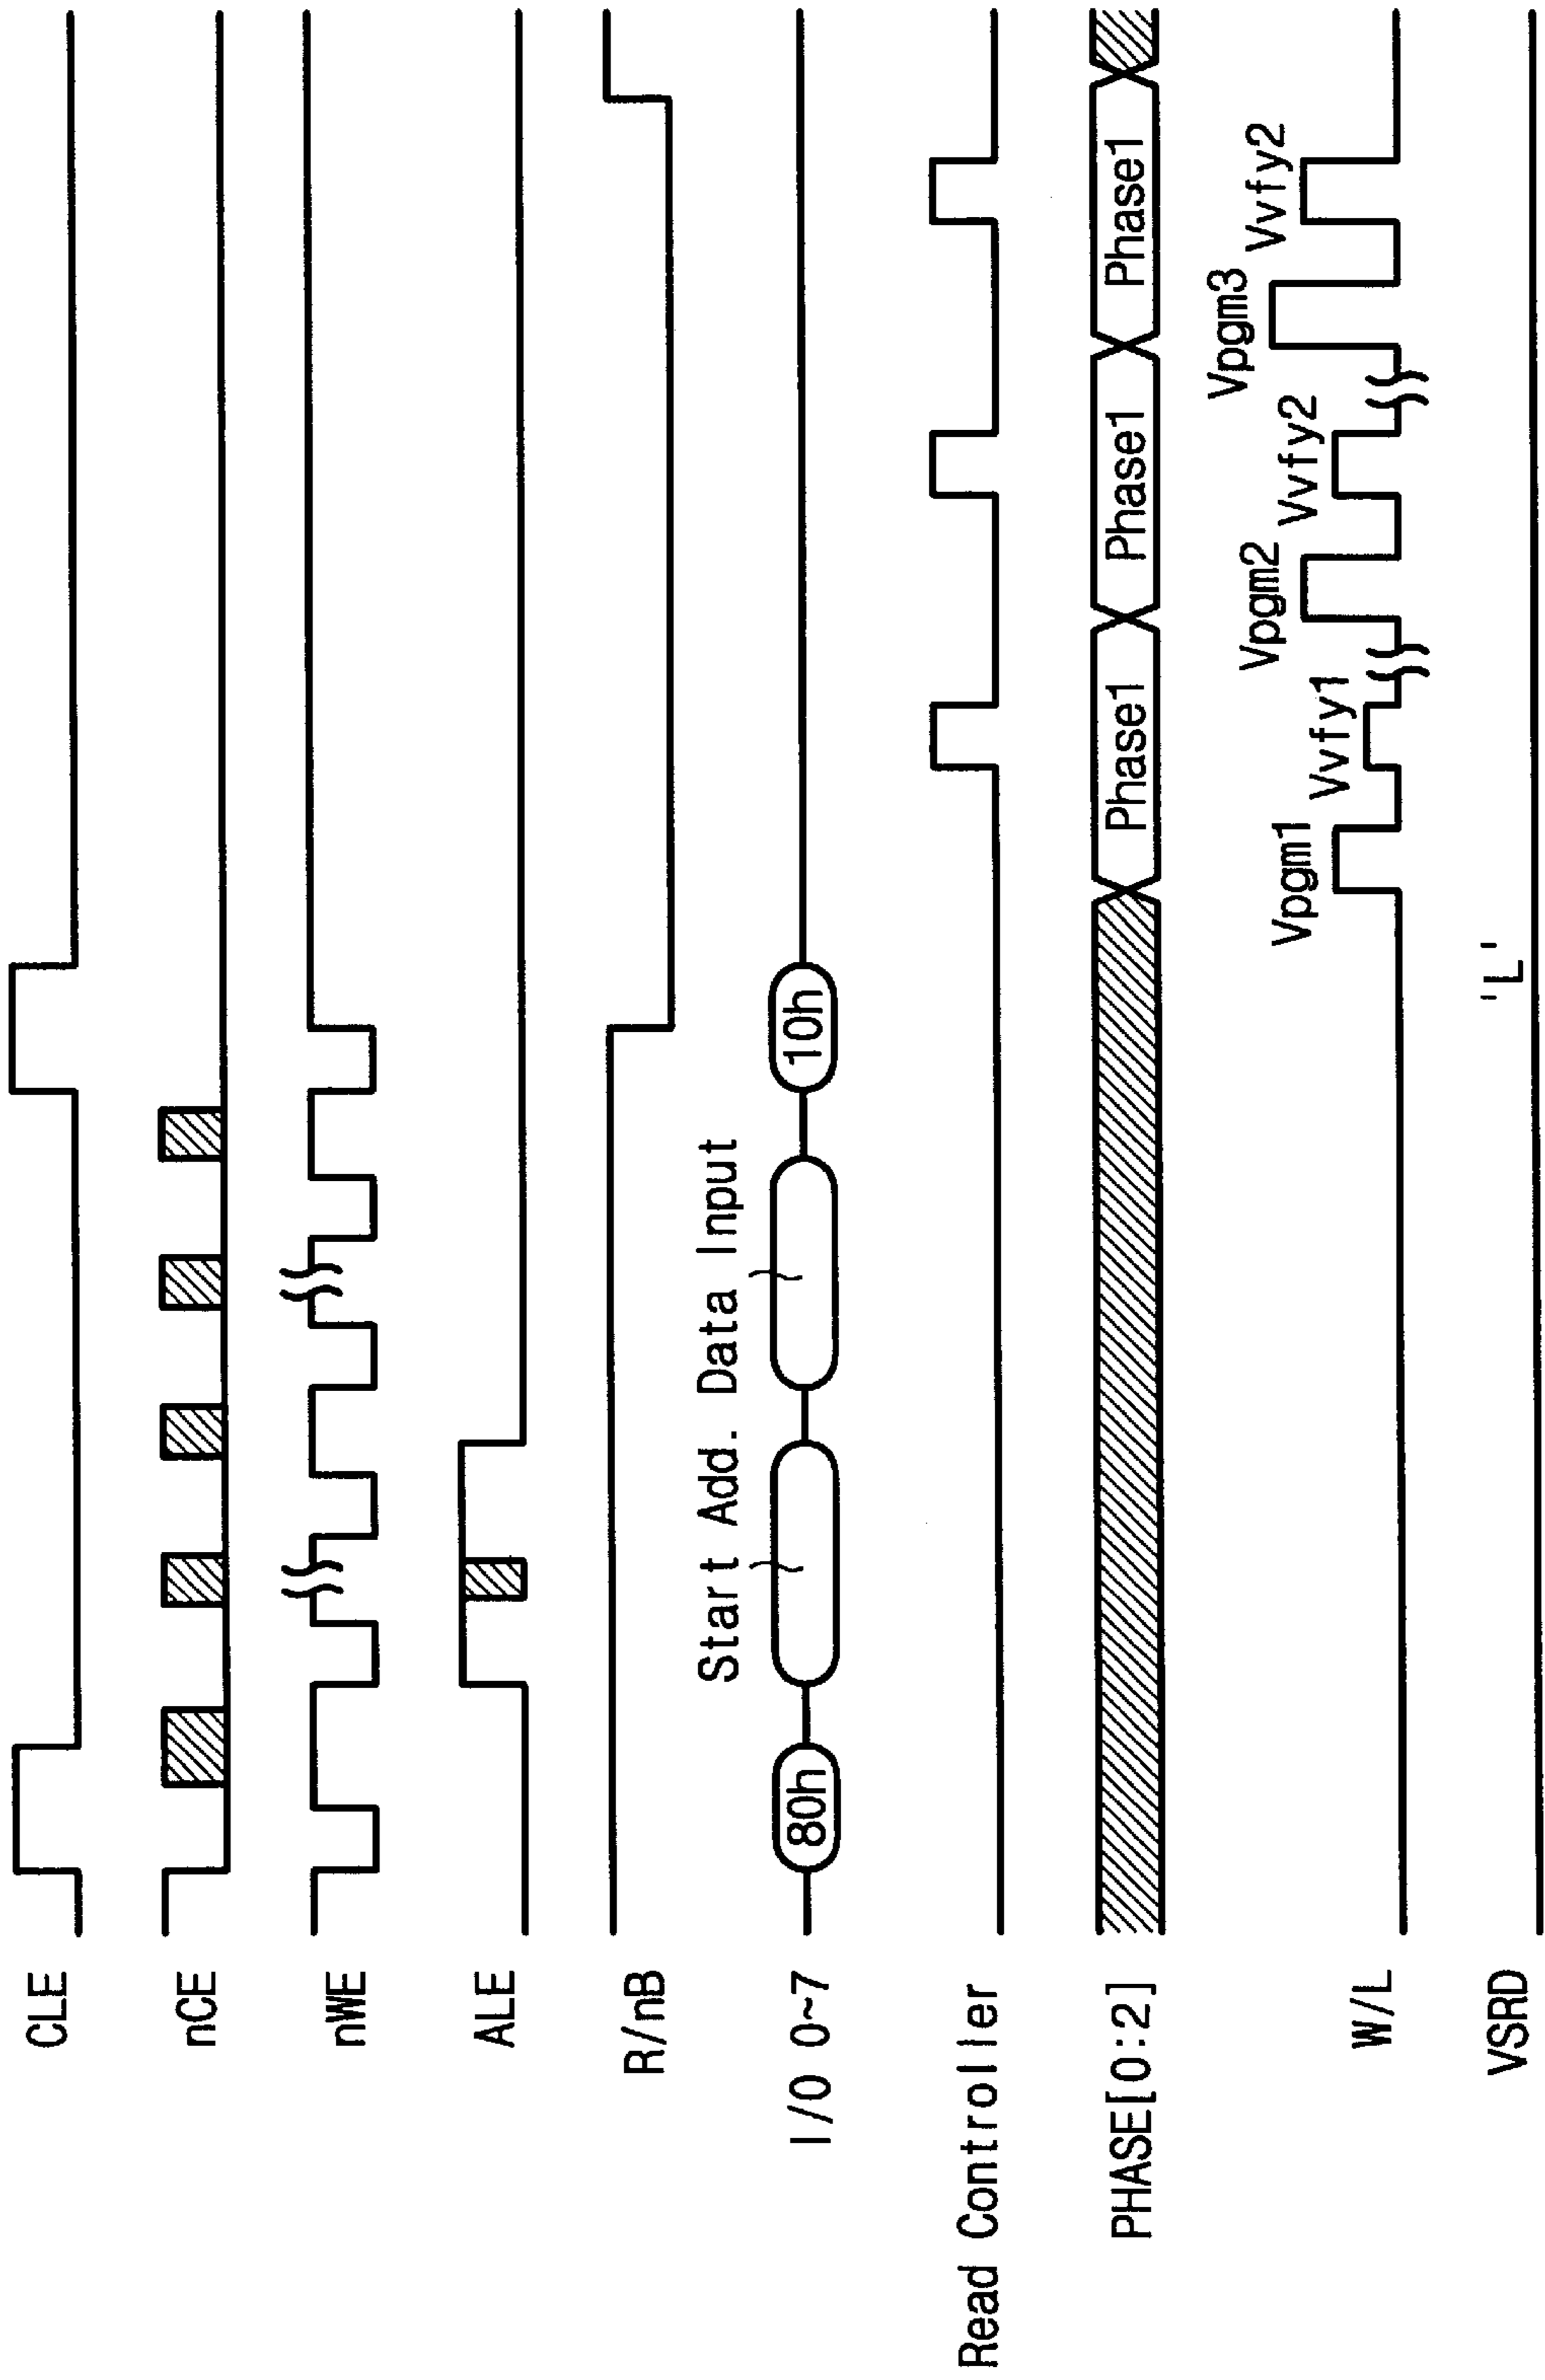 CLE
nCE
nWE
ALE
R/nB
Start Add. Data Input
I/O 0~7 80h 10h
Read Controller
PHASE[0:2] Phase1 Phase1 Phase1
Vpgm1 Vvfy1 Vpgm2 Vvfy2 Vpgm3 Vvfy2
W/L
'L'
VSRD